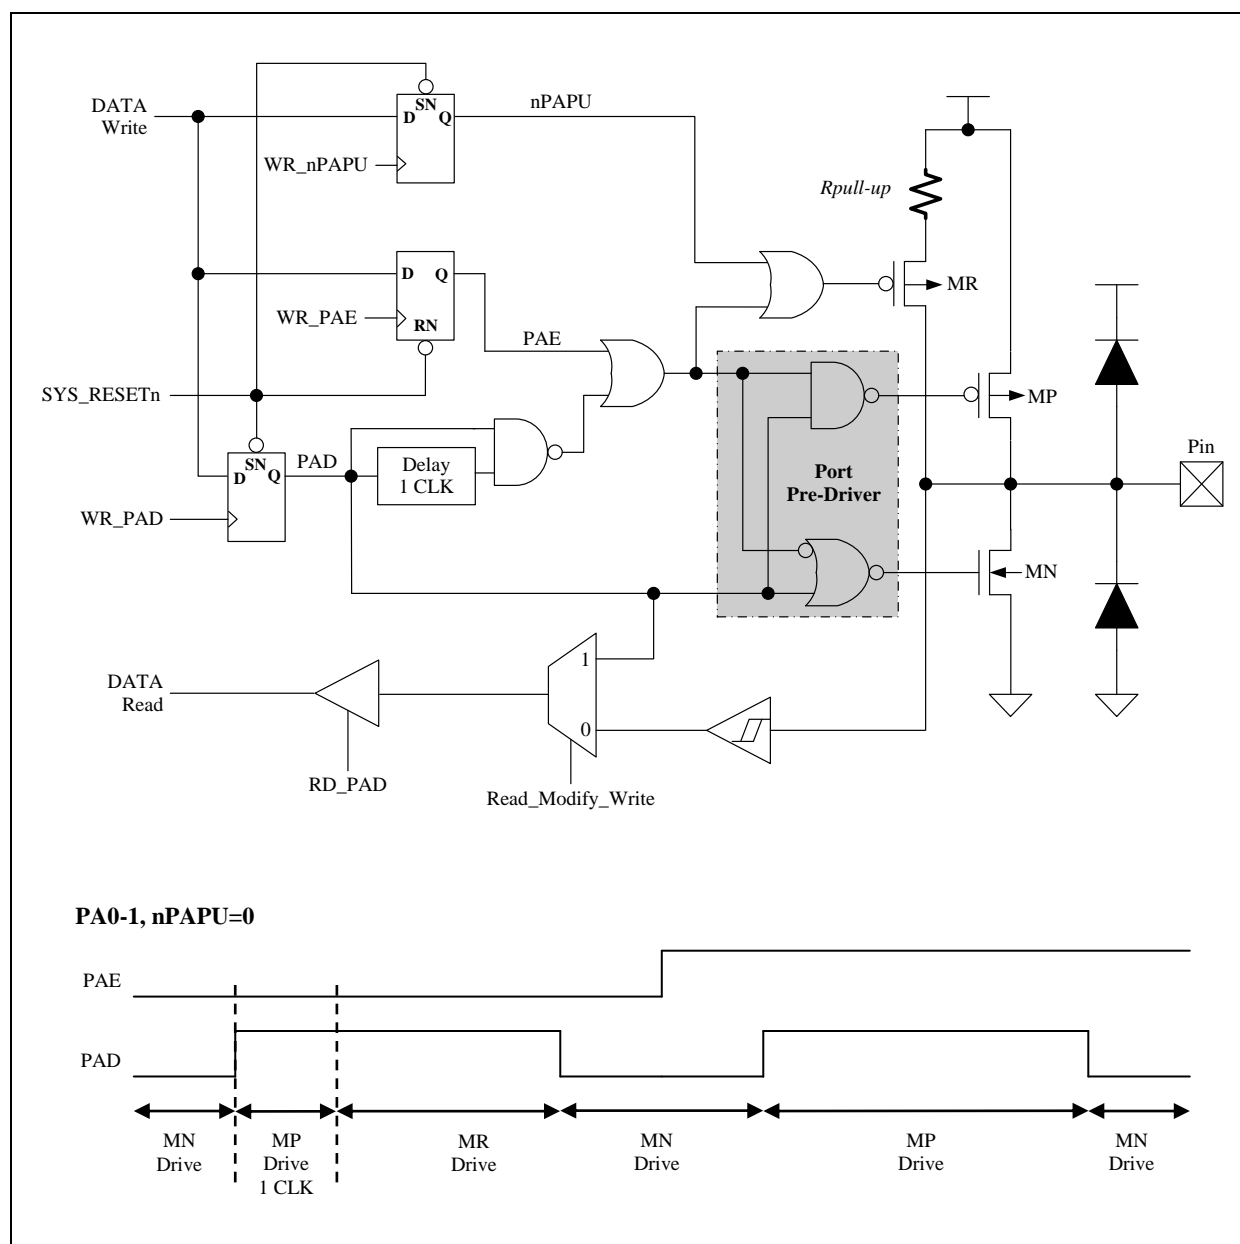 DATA
Write
D
SN
Q
nPAPU
WR_nPAPU
Rpull-up
MR
D
Q
WR_PAE
RN
PAE
SYS_RESETn
MP
D
SN
Q
PAD
Delay
1 CLK
Port
Pre-Driver
Pin
WR_PAD
MN
1
DATA
Read
0
RD_PAD
Read_Modify_Write
PA0-1, nPAPU=0
PAE
PAD
MN
Drive
MP
Drive
1 CLK
MR
Drive
MN
Drive
MP
Drive
MN
Drive